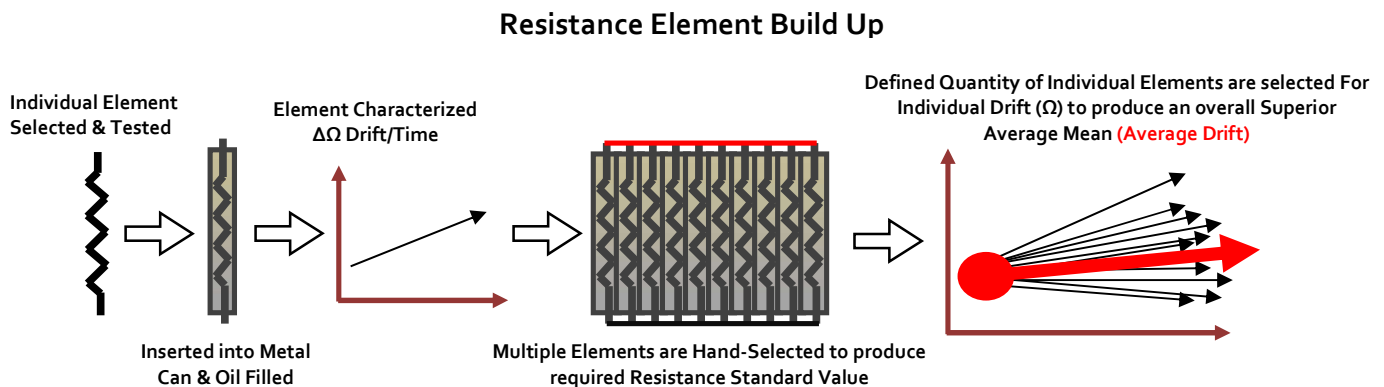 Resistance Element Build Up
Individual Element
Selected & Tested
Inserted into Metal
Can & Oil Filled
Element Characterized
ΔΩ Drift/Time
Multiple Elements are Hand-Selected to produce
required Resistance Standard Value
Defined Quantity of Individual Elements are selected For
Individual Drift (Ω) to produce an overall Superior
Average Mean (Average Drift)